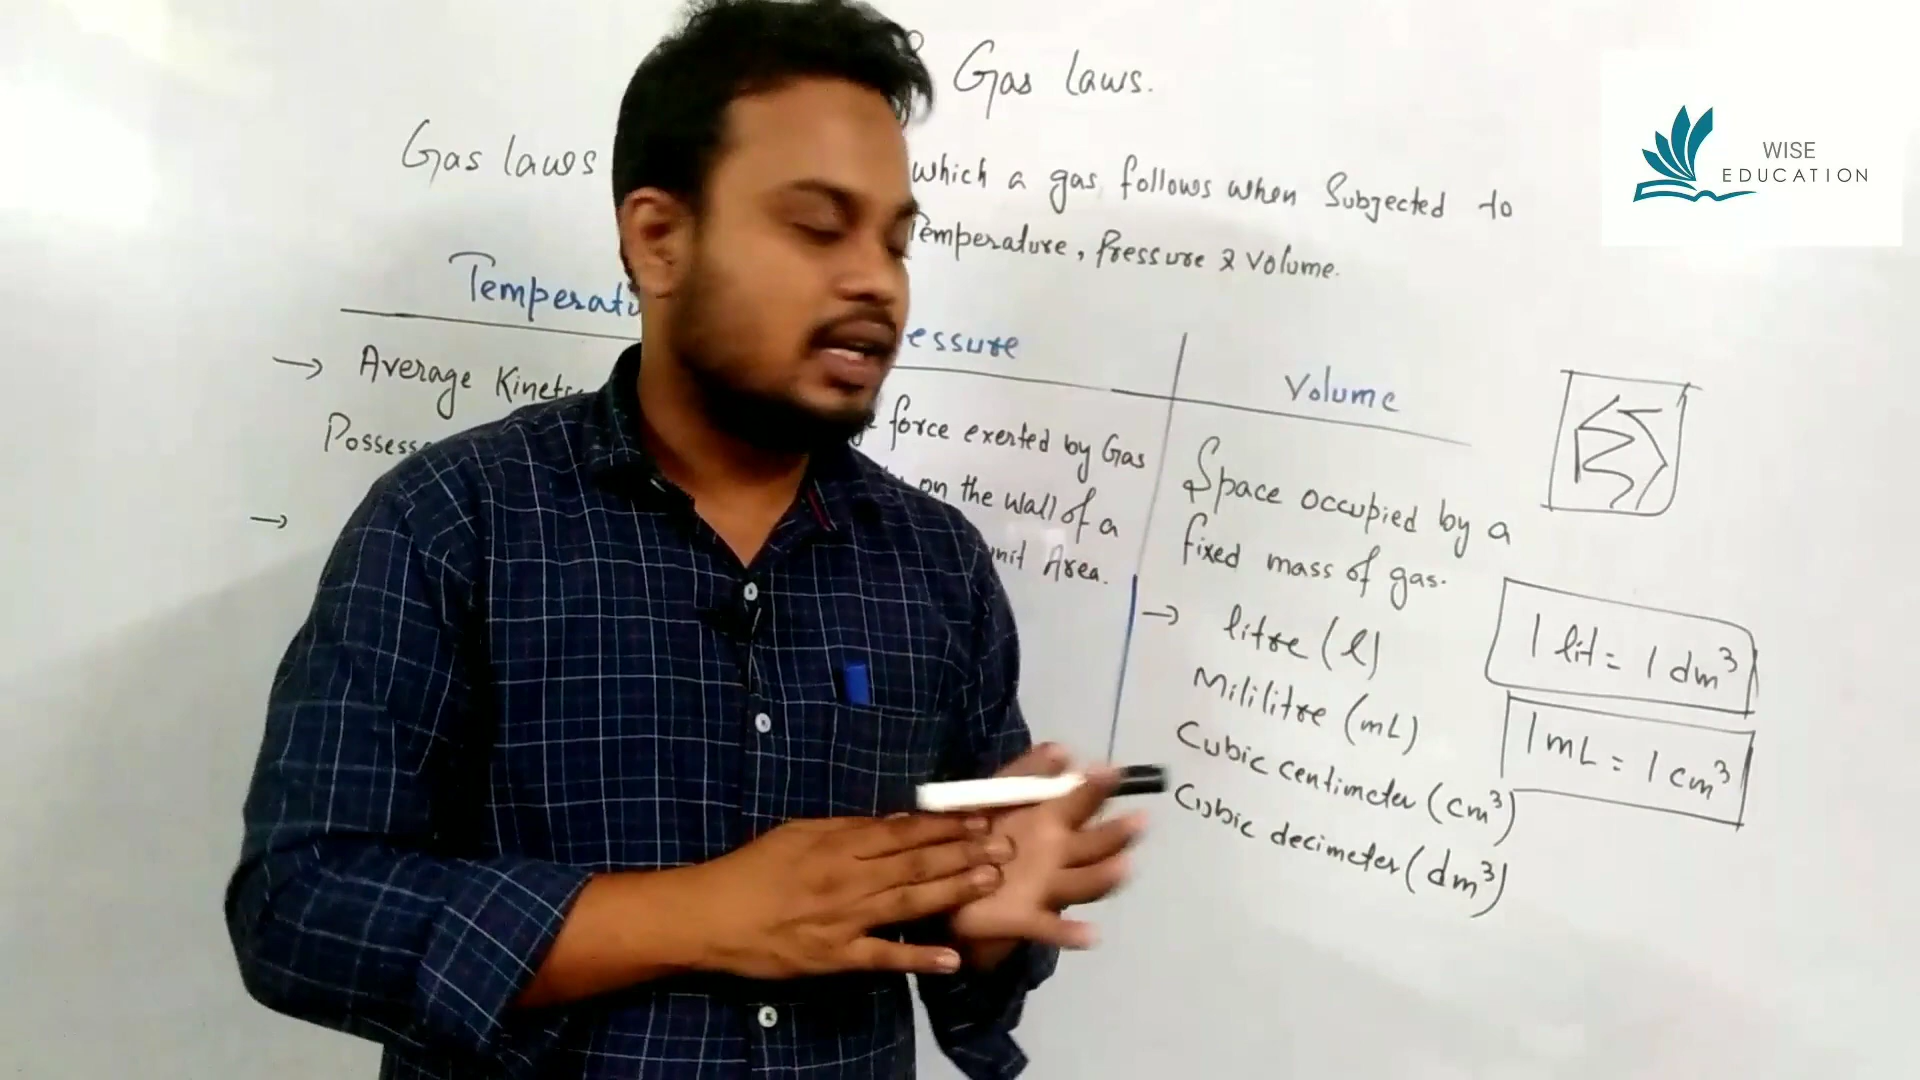 Gas laws.
Gas laws which a gas follows when Subjected to
Temperature, Pressure & Volume.
Temperatu
essure
Volume
→ Average Kinet
Possess
→
force exerted by Gas
on the wall of a
unit Area.
Space occupied by a
fixed mass of gas.
→ litre (l)
Mililitre (mL)
Cubic centimeter (cm³)
Cubic decimeter (dm³)
1 lit = 1 dm³
1 mL = 1 cm³
WISE
EDUCATION